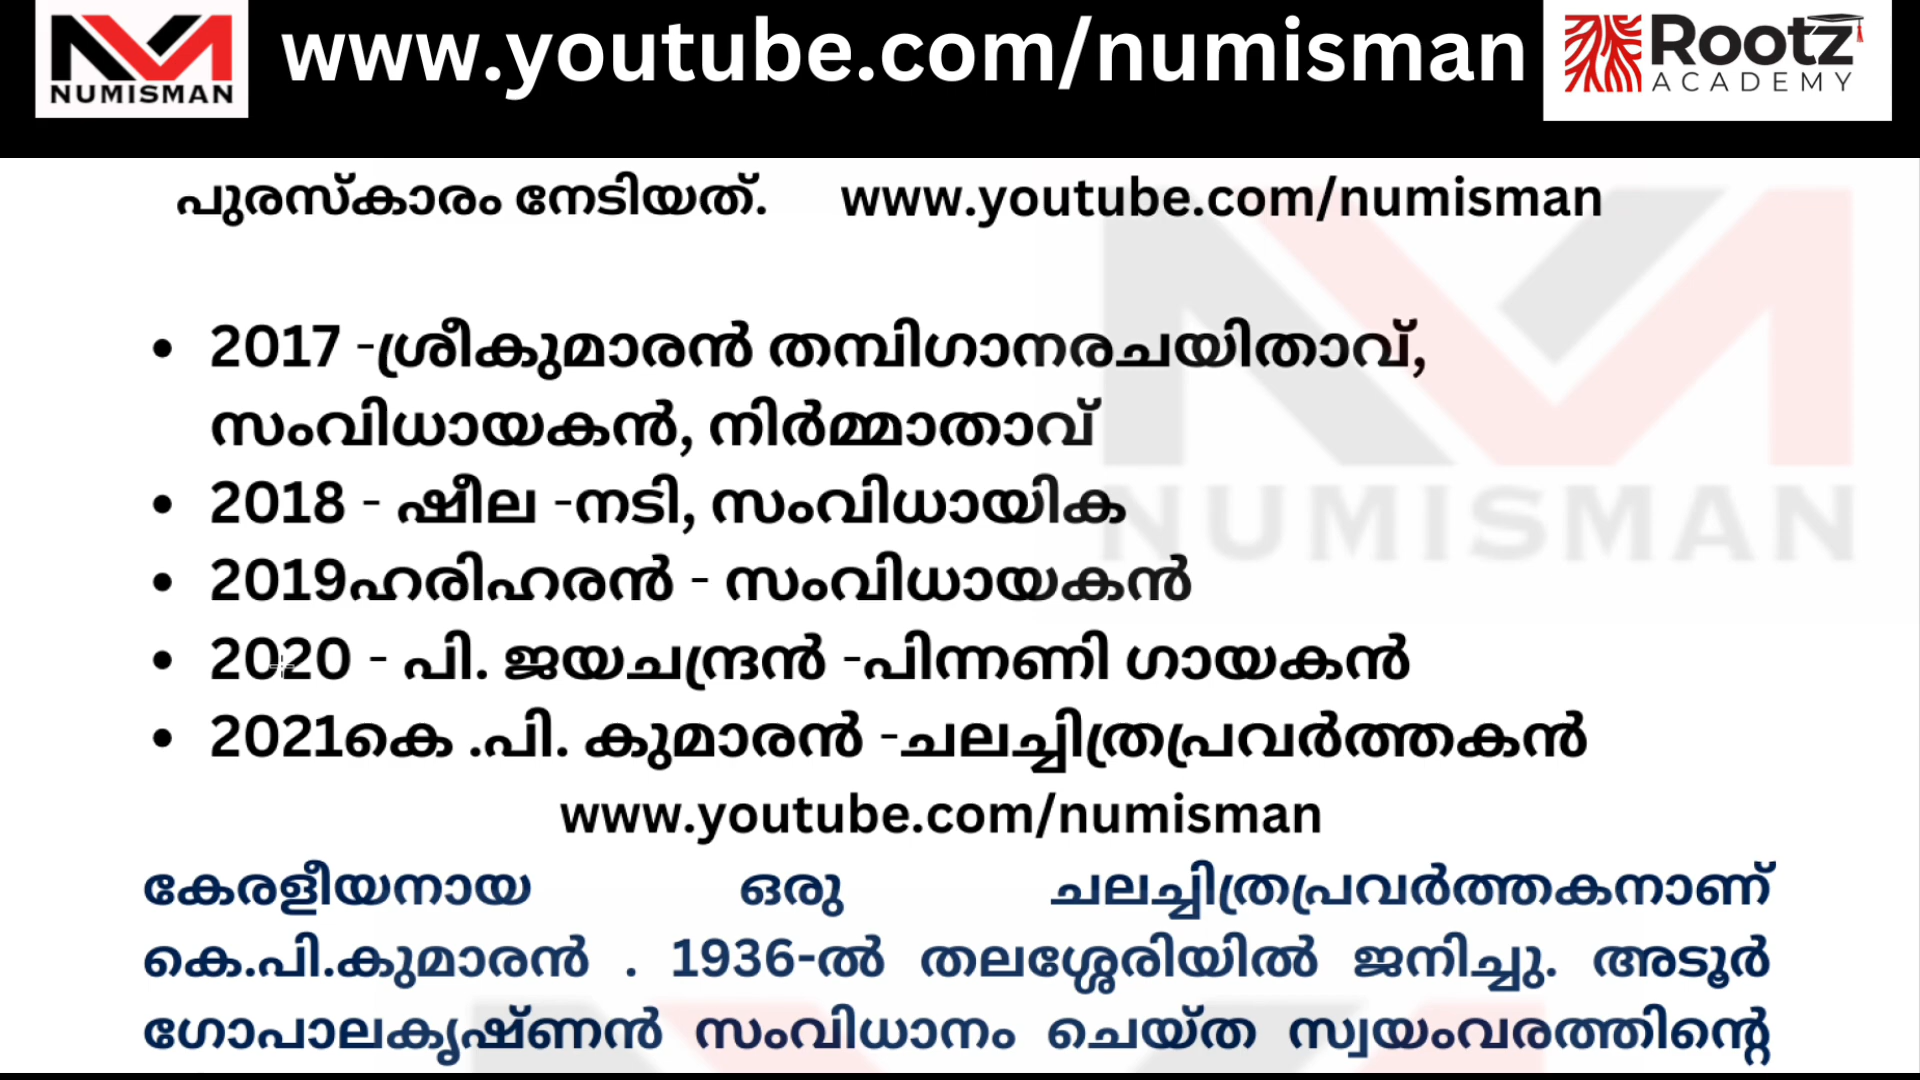 NUMISMAN
www.youtube.com/numisman
Rootz
ACADEMY
പുരസ്കാരം നേടിയത്. www.youtube.com/numisman
• 2017 -ശ്രീകുമാരൻ തമ്പിഗാനരചയിതാവ്,
സംവിധായകൻ, നിർമ്മാതാവ്
• 2018 - ഷീല -നടി, സംവിധായിക
NUMISMAN
• 2019ഹരിഹരൻ - സംവിധായകൻ
• 2020 - പി. ജയചന്ദ്രൻ -പിന്നണി ഗായകൻ
• 2021കെ .പി. കുമാരൻ -ചലച്ചിത്രപ്രവർത്തകൻ
www.youtube.com/numisman
കേരളീയനായ ഒരു ചലച്ചിത്രപ്രവർത്തകനാണ്
കെ.പി.കുമാരൻ . 1936-ൽ തലശ്ശേരിയിൽ ജനിച്ചു. അടൂർ
ഗോപാലകൃഷ്ണൻ സംവിധാനം ചെയ്ത സ്വയംവരത്തിന്റെ